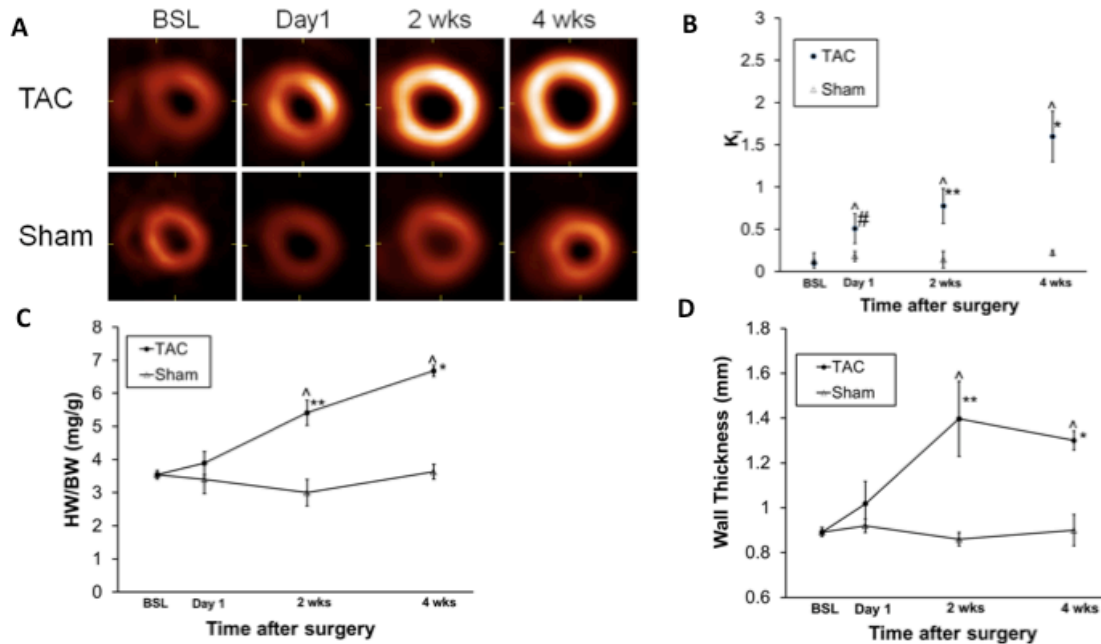 A
BSL Day1 2 wks 4 wks
TAC
Sham
B
3
2.5
2
1.5
1
0.5
0
K_i
TAC
Sham
^
#
^
**
^
*
BSL Day 1 2 wks 4 wks
Time after surgery
C
8
7
6
5
4
3
2
1
0
HW/BW (mg/g)
TAC
Sham
^
**
^
*
BSL Day 1 2 wks 4 wks
Time after surgery
D
1.8
1.6
1.4
1.2
1
0.8
0.6
Wall Thickness (mm)
TAC
Sham
^
**
^
*
BSL Day 1 2 wks 4 wks
Time after surgery